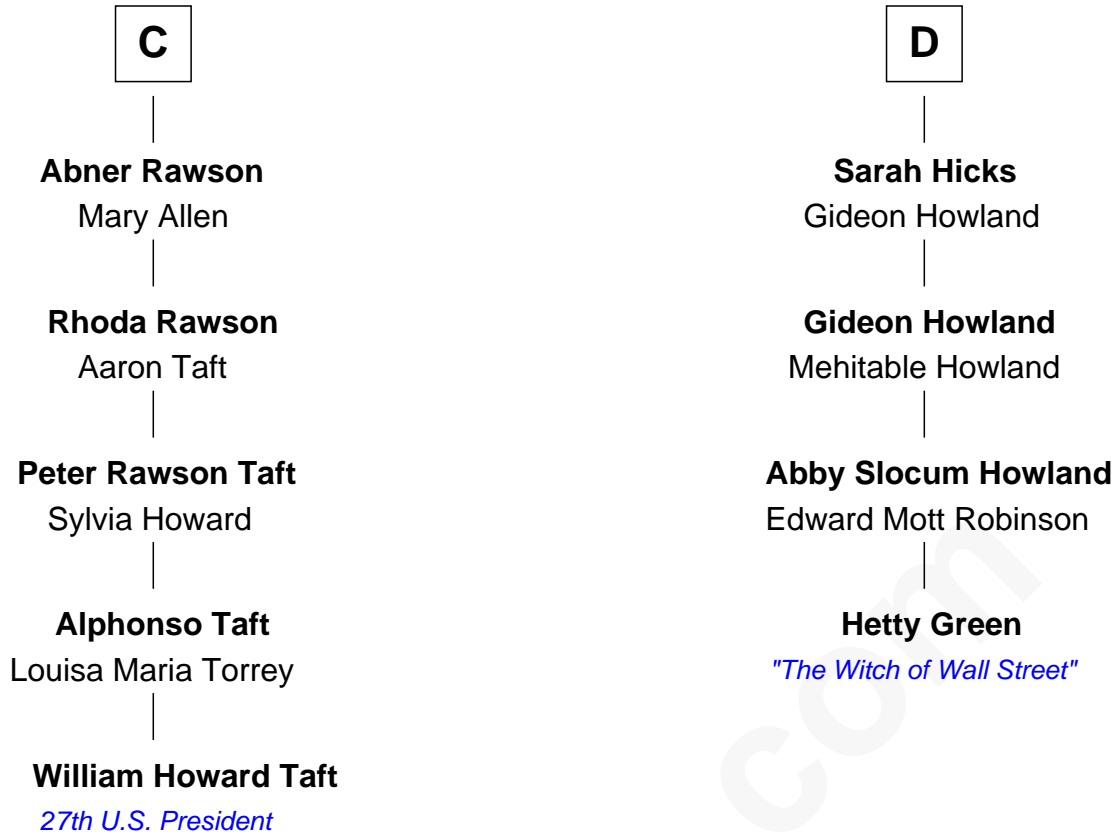 C
Abner Rawson
Mary Allen
Rhoda Rawson
Aaron Taft
Peter Rawson Taft
Sylvia Howard
Alphonso Taft
Louisa Maria Torrey
William Howard Taft
27th U.S. President
D
Sarah Hicks
Gideon Howland
Gideon Howland
Mehitable Howland
Abby Slocum Howland
Edward Mott Robinson
Hetty Green
"The Witch of Wall Street"
com